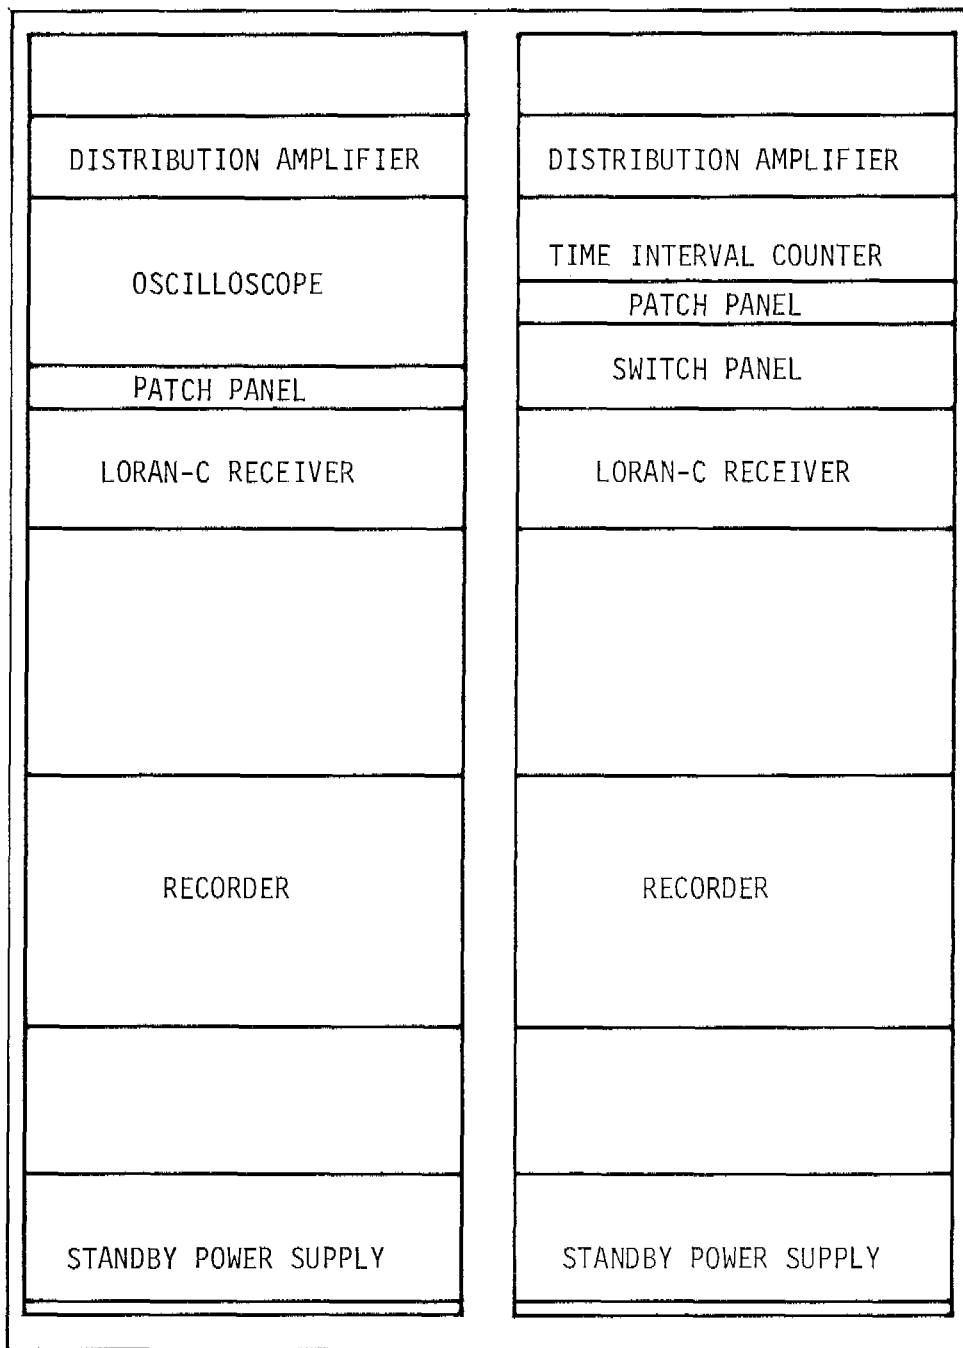 DISTRIBUTION AMPLIFIER
OSCILLOSCOPE
PATCH PANEL
LORAN-C RECEIVER
RECORDER
STANDBY POWER SUPPLY
DISTRIBUTION AMPLIFIER
TIME INTERVAL COUNTER
PATCH PANEL
SWITCH PANEL
LORAN-C RECEIVER
RECORDER
STANDBY POWER SUPPLY